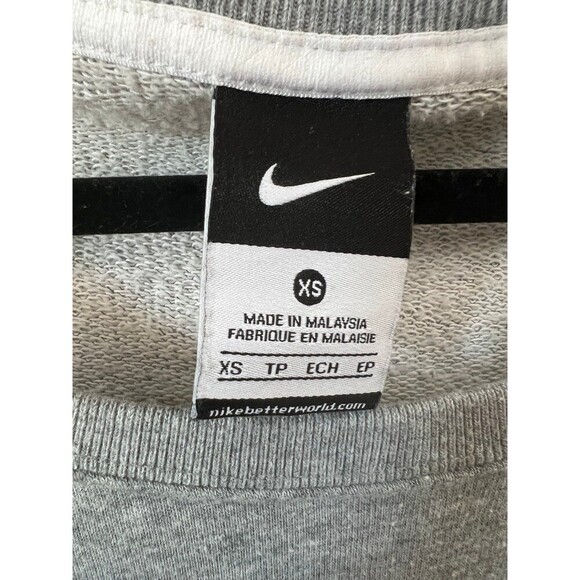 XS
MADE IN MALAYSIA
FABRIQUE EN MALAISIE
XS TP ECH EP
nikebetterworld.com